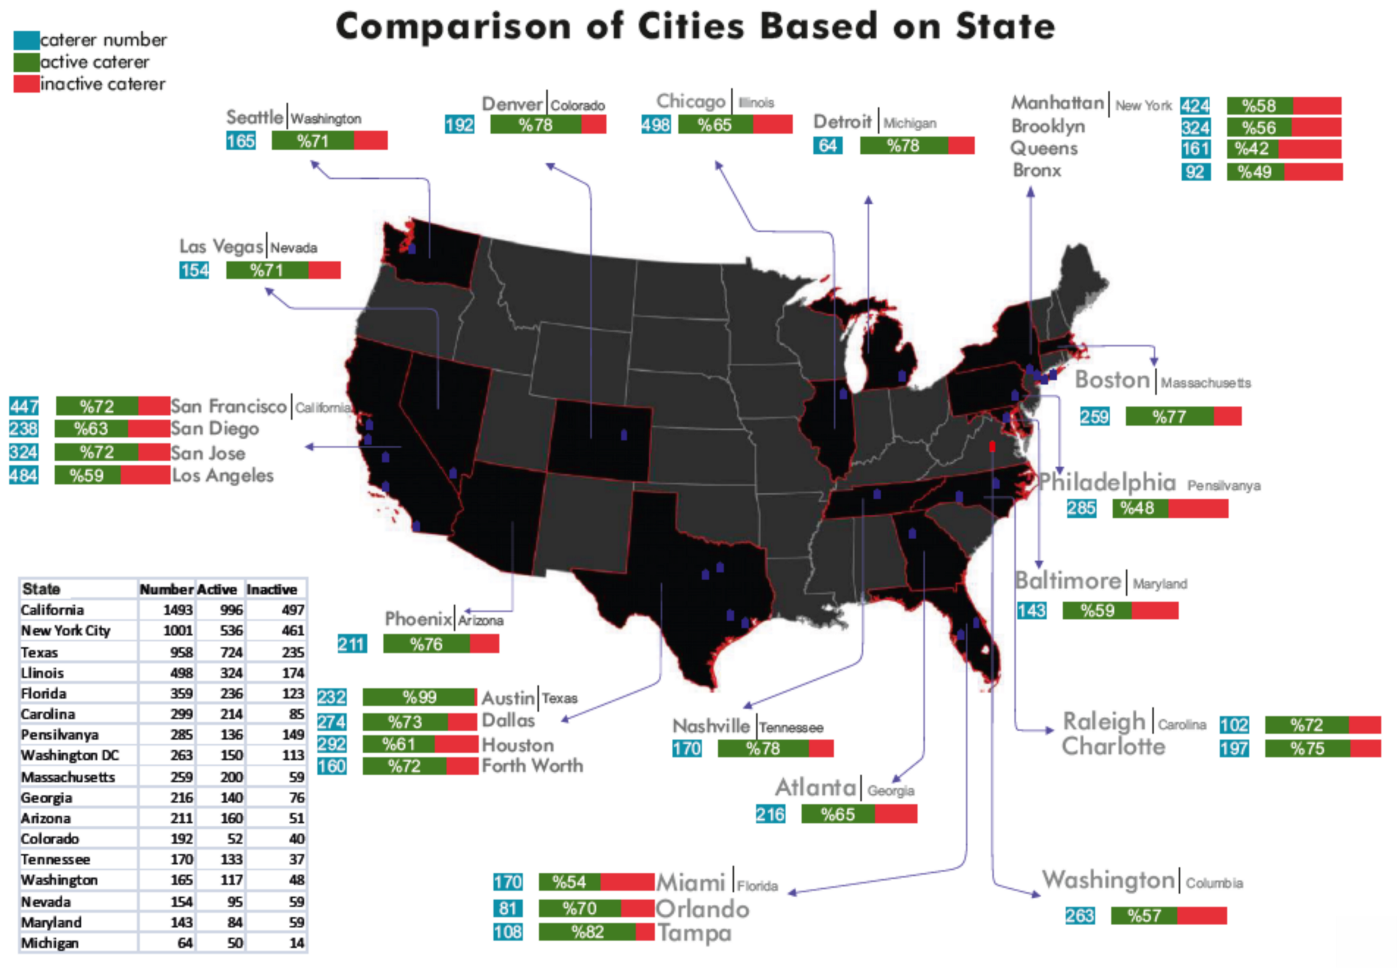 Comparison of Cities Based on State
caterer number
active caterer
inactive caterer
Seattle Washington
165 %71
Denver Colorado
192 %78
Chicago Illinois
498 %65
Detroit Michigan
64 %78
Manhattan New York 424 %58
Brooklyn 324 %56
Queens 161 %42
Bronx 92 %49
Las Vegas Nevada
154 %71
Boston Massachusetts
259 %77
447 %72 San Francisco California
238 %63 San Diego
324 %72 San Jose
484 %59 Los Angeles
Philadelphia Pensilvanya
285 %48
Baltimore Maryland
143 %59
State Number Active Inactive
California 1493 996 497
New York City 1001 536 461
Texas 958 724 235
Llinois 498 324 174
Florida 359 236 123
Carolina 299 214 85
Pensilvanya 285 136 149
Washington DC 263 150 113
Massachusetts 259 200 59
Georgia 216 140 76
Arizona 211 160 51
Colorado 192 52 40
Tennessee 170 133 37
Washington 165 117 48
Nevada 154 95 59
Maryland 143 84 59
Michigan 64 50 14
Phoenix Arizona
211 %76
232 %99 Austin Texas
274 %73 Dallas
292 %61 Houston
160 %72 Forth Worth
Nashville Tennessee
170 %78
Raleigh Carolina 102 %72
Charlotte 197 %75
Atlanta Georgia
216 %65
170 %54 Miami Florida
81 %70 Orlando
108 %82 Tampa
Washington Columbia
263 %57